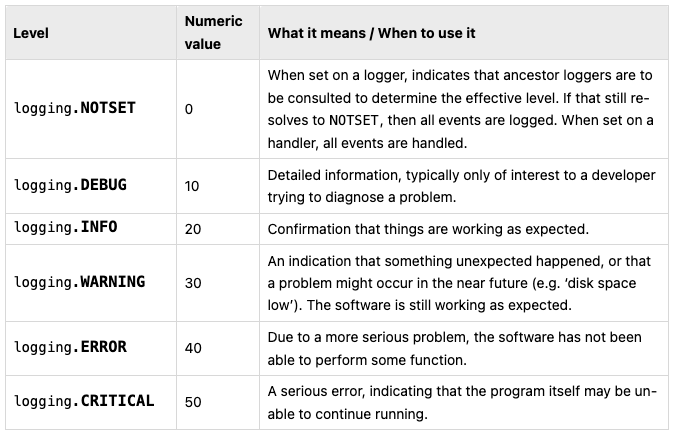 Level
Numeric
value
What it means / When to use it
logging.NOTSET
0
When set on a logger, indicates that ancestor loggers are to
be consulted to determine the effective level. If that still re-
solves to NOTSET, then all events are logged. When set on a
handler, all events are handled.
logging.DEBUG
10
Detailed information, typically only of interest to a developer
trying to diagnose a problem.
logging.INFO
20
Confirmation that things are working as expected.
logging.WARNING
30
An indication that something unexpected happened, or that
a problem might occur in the near future (e.g. ‘disk space
low’). The software is still working as expected.
logging.ERROR
40
Due to a more serious problem, the software has not been
able to perform some function.
logging.CRITICAL
50
A serious error, indicating that the program itself may be un-
able to continue running.